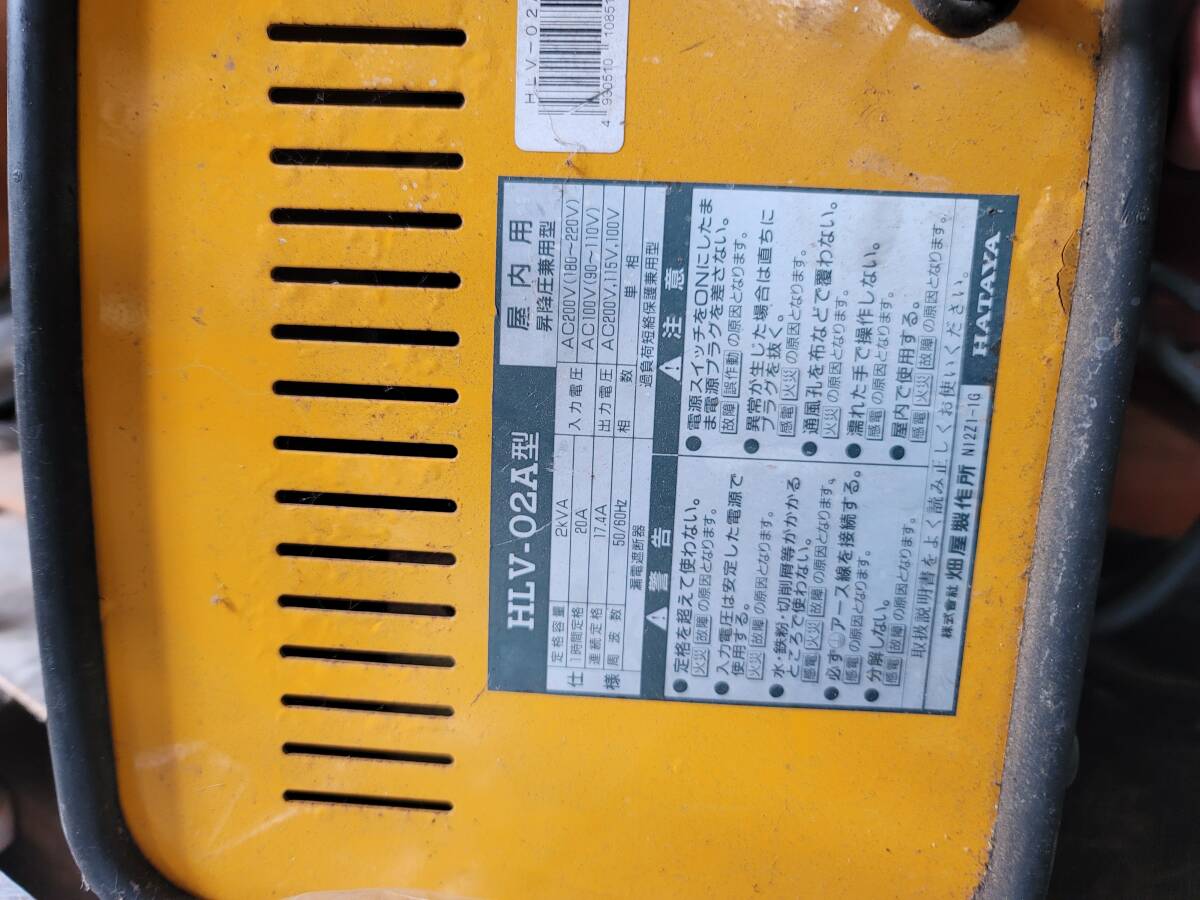 HLV-02
4 930510 10851
HLV-02A型
屋内用
昇降圧兼用型
仕様
定格容量 2kVA 入力電圧 AC200V(180~220V)
1時間定格 20A AC100V(90~110V)
連続定格 17.4A 出力電圧 AC200V,115V,100V
周波数 50/60Hz 相数 単相
漏電遮断器 過負荷短絡保護兼用型
警告
●定格を超えて使わない。
火災 故障 の原因となります。
●入力電圧は安定した電源で
使用する。
火災 故障 の原因となります。
●水・鉄粉・切削屑等がかかる
ところで使わない。
感電 火災 故障 の原因となります。
●必ずアース線を接続する。
感電 の原因となります。
●分解しない。
感電 故障 の原因となります。
注意
●電源スイッチをONにしたま
ま電源プラグを差さない。
故障 誤作動 の原因となります。
●異常が生じた場合は直ちに
プラグを抜く。
感電 火災 の原因となります。
●通風孔を布などで覆わない。
火災 故障 の原因となります。
●濡れた手で操作しない。
感電 の原因となります。
●屋内で使用する。
感電 火災 故障 の原因となります。
取扱説明書をよく読み正しくお使いください。
株式會社 畑屋製作所 N12Z1-1G HATAYA